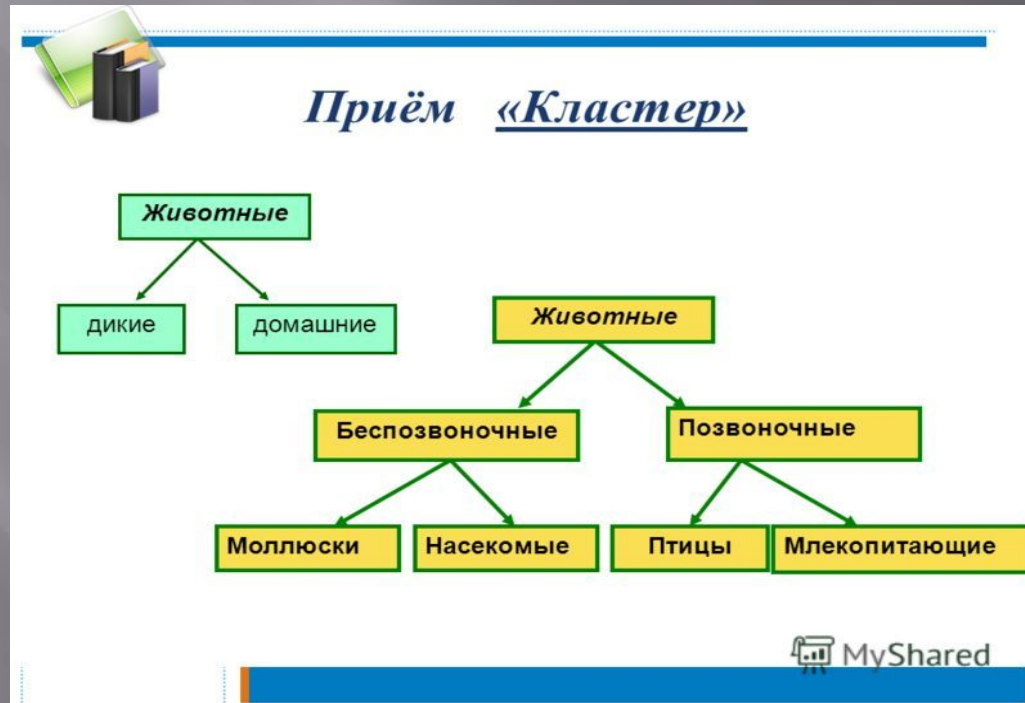 Приём «Кластер»
Животные
дикие домашние
Животные
Беспозвоночные Позвоночные
Моллюски Насекомые Птицы Млекопитающие
MyShared